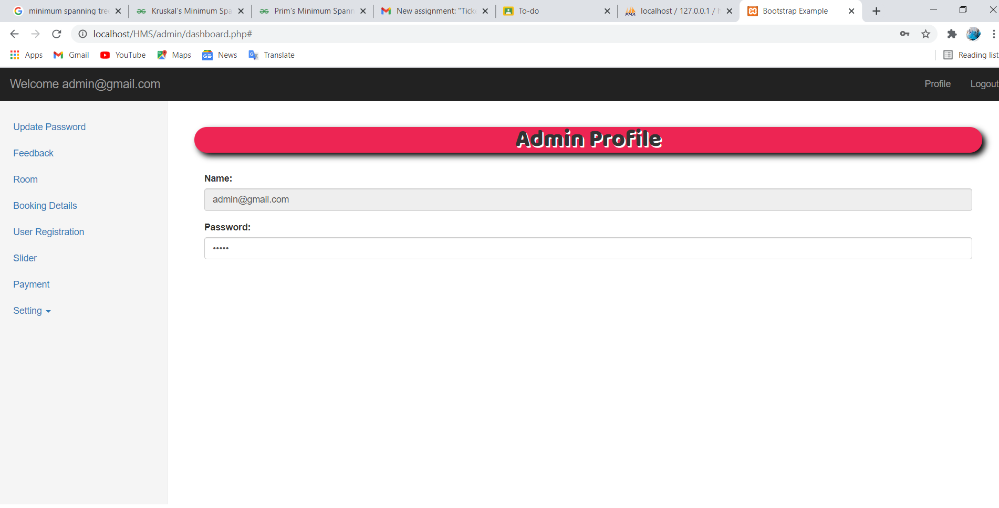 minimum spanning tre
Kruskal's Minimum Spa
Prim's Minimum Spann
New assignment: "Ticke
To-do
PMA
localhost / 127.0.0.1 / h
Bootstrap Example
localhost/HMS/admin/dashboard.php#
Apps
Gmail
YouTube
Maps
News
Translate
Reading list
Welcome admin@gmail.com
Profile
Logout
Update Password
Feedback
Room
Booking Details
User Registration
Slider
Payment
Setting
Admin Profile
Name:
admin@gmail.com
Password:
•••••